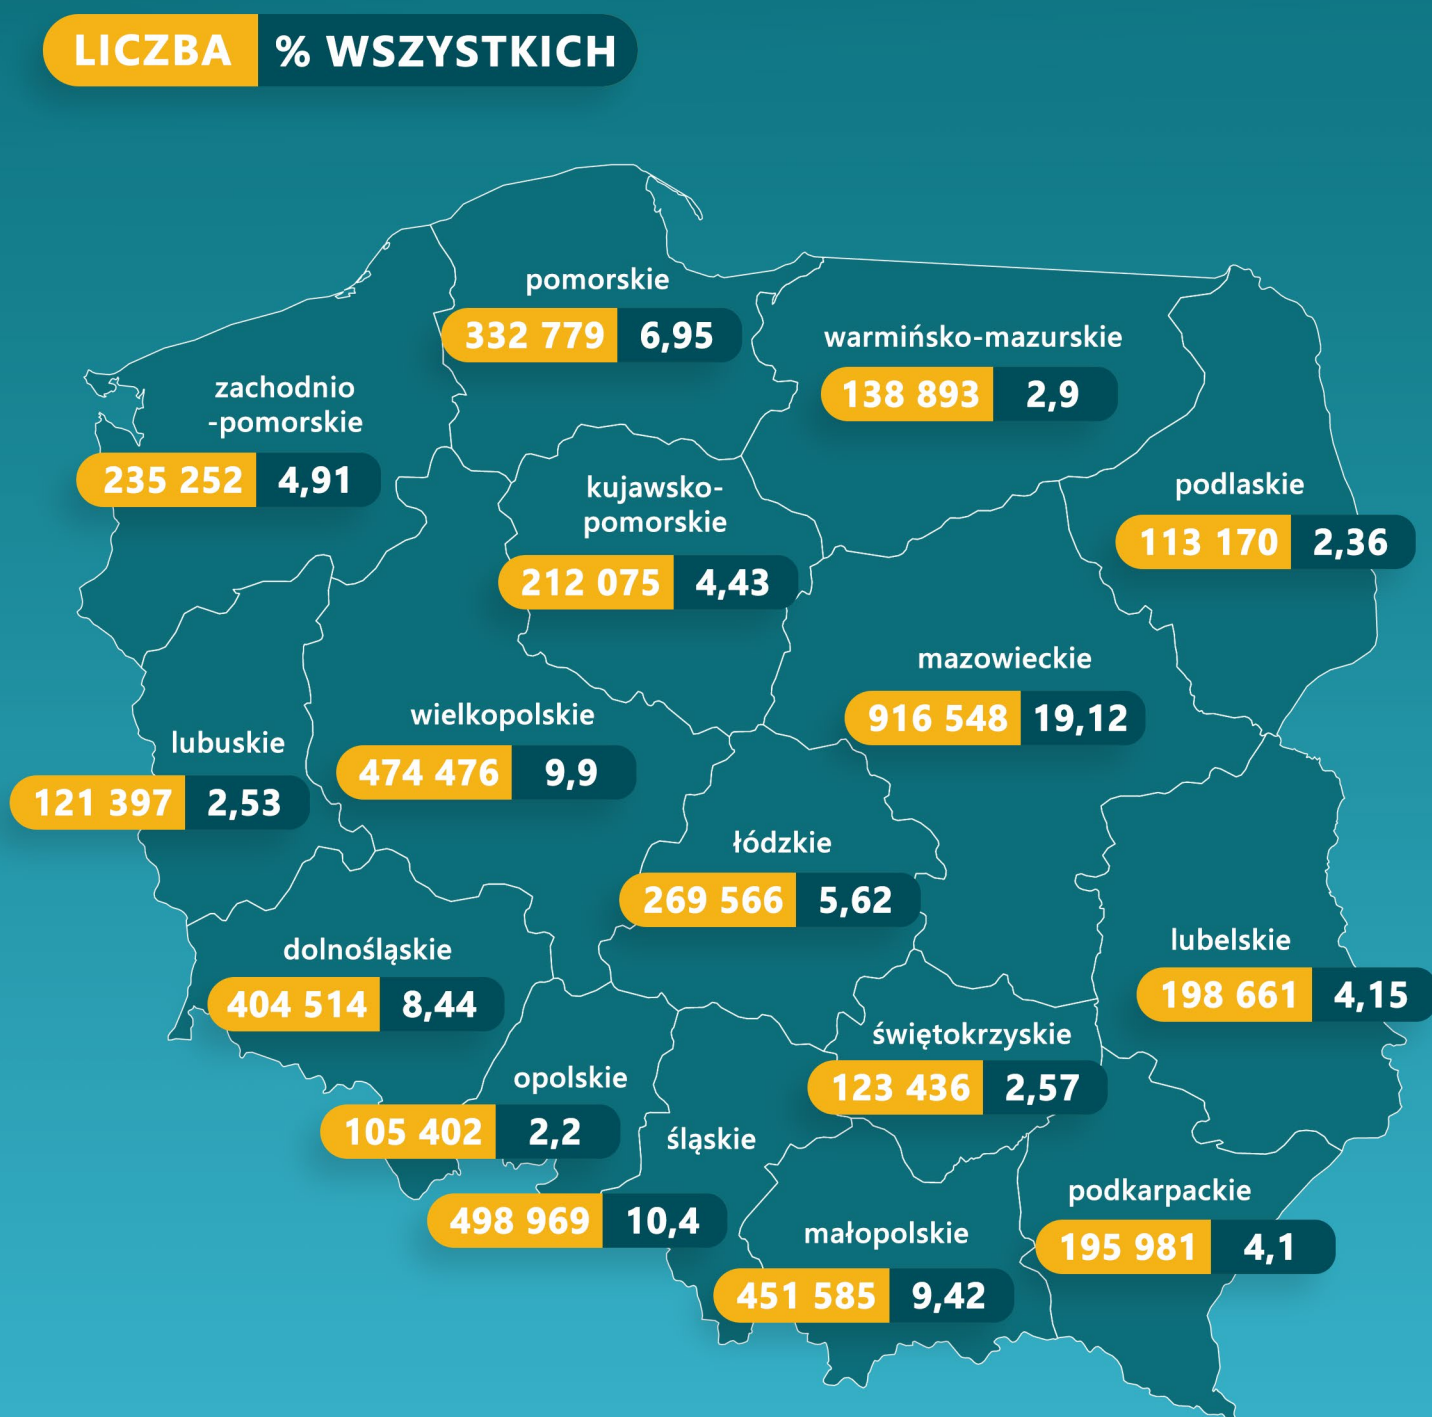 LICZBA % WSZYSTKICH
pomorskie
332 779 6,95
warmińsko-mazurskie
138 893 2,9
zachodnio
-pomorskie
235 252 4,91
kujawsko-
pomorskie
212 075 4,43
podlaskie
113 170 2,36
mazowieckie
916 548 19,12
wielkopolskie
474 476 9,9
lubuskie
121 397 2,53
łódzkie
269 566 5,62
lubelskie
198 661 4,15
dolnośląskie
404 514 8,44
świętokrzyskie
123 436 2,57
opolskie
105 402 2,2
śląskie
498 969 10,4
podkarpackie
195 981 4,1
małopolskie
451 585 9,42